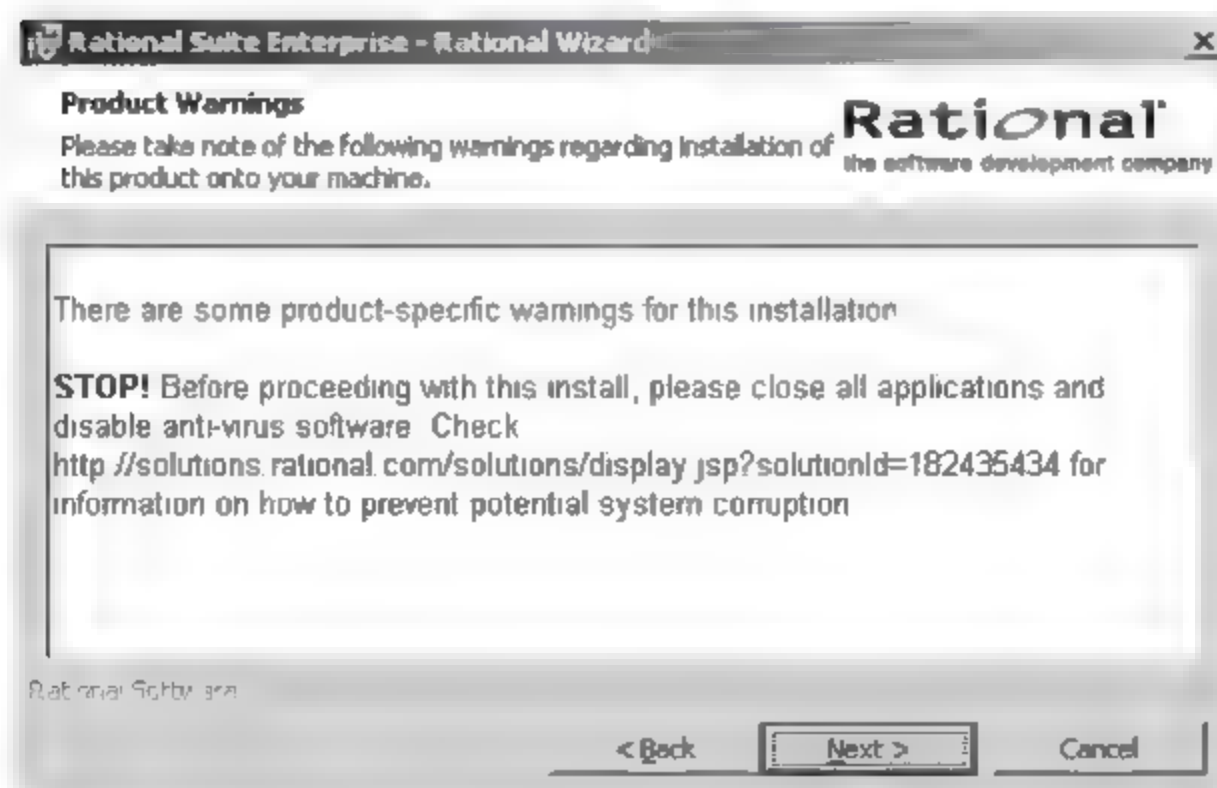 Rational Suite Enterprise - Rational Wizard
Product Warnings
Please take note of the following warnings regarding installation of
this product onto your machine.
Rational
the software development company
There are some product-specific warnings for this installation
STOP! Before proceeding with this install, please close all applications and
disable anti-virus software Check
http //solutions.rational.com/solutions/display.jsp?solutionId=182435434 for
information on how to prevent potential system corruption
Rational Software
< Back
Next >
Cancel